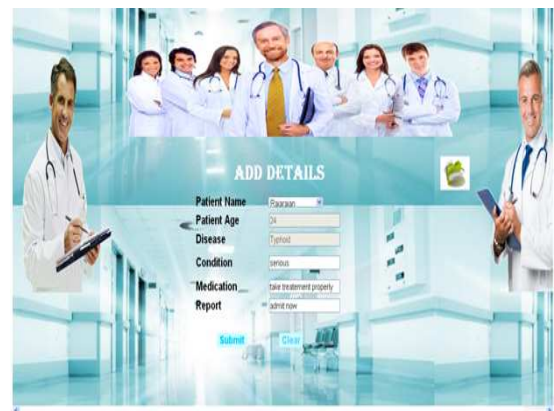 ADD DETAILS
Patient Name
Patient Age 24
Disease Typhoid
Condition serious
Medication take treatement properly
Report admit now
Submit Clear